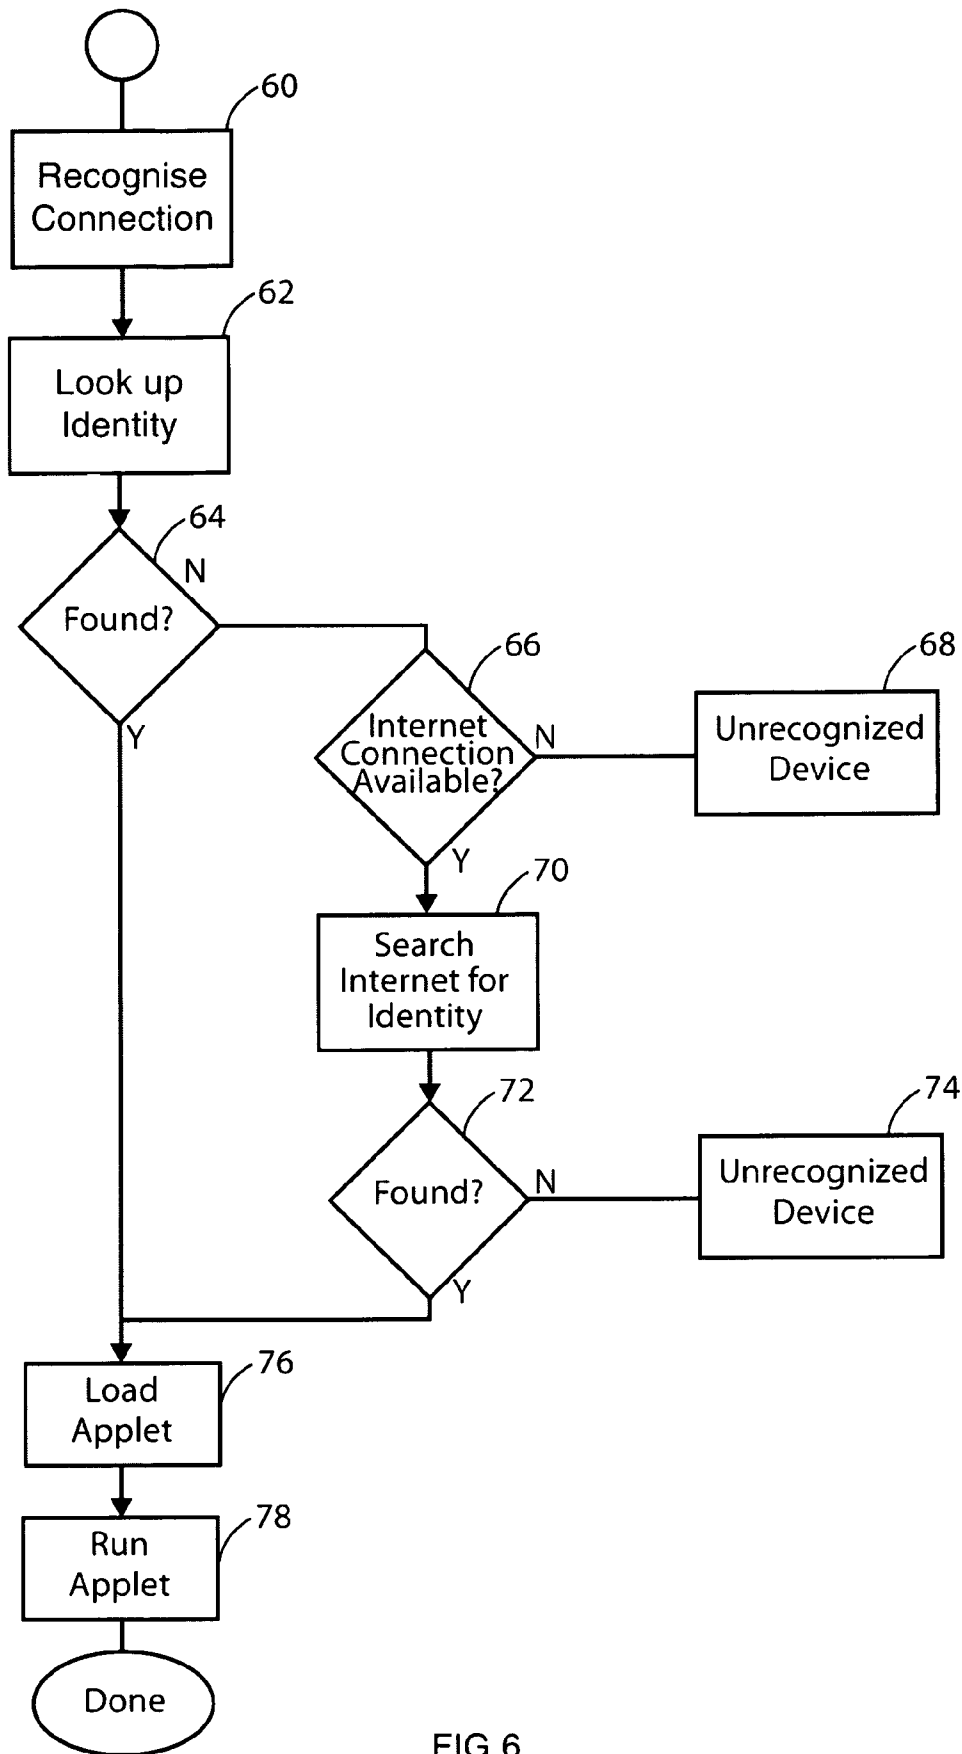 60
Recognise
Connection
62
Look up
Identity
64
N
Found?
Y
66
Internet
Connection
Available?
N
Y
68
Unrecognized
Device
70
Search
Internet for
Identity
72
Found?
N
Y
74
Unrecognized
Device
76
Load
Applet
78
Run
Applet
Done
FIG 6